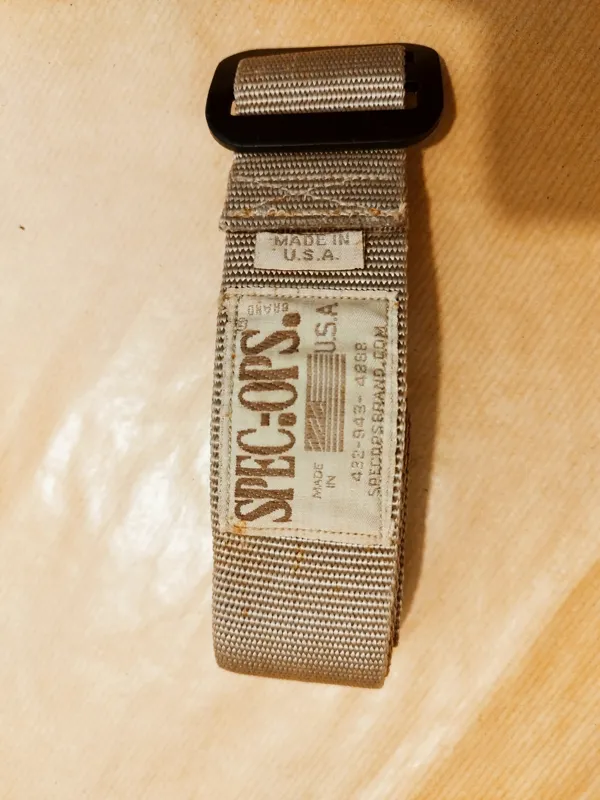 MADE IN
U.S.A.
SPEC.-OPS.
BRAND
MADE
IN
U.S.A
432-943-4888
SPECOPSBRAND.COM